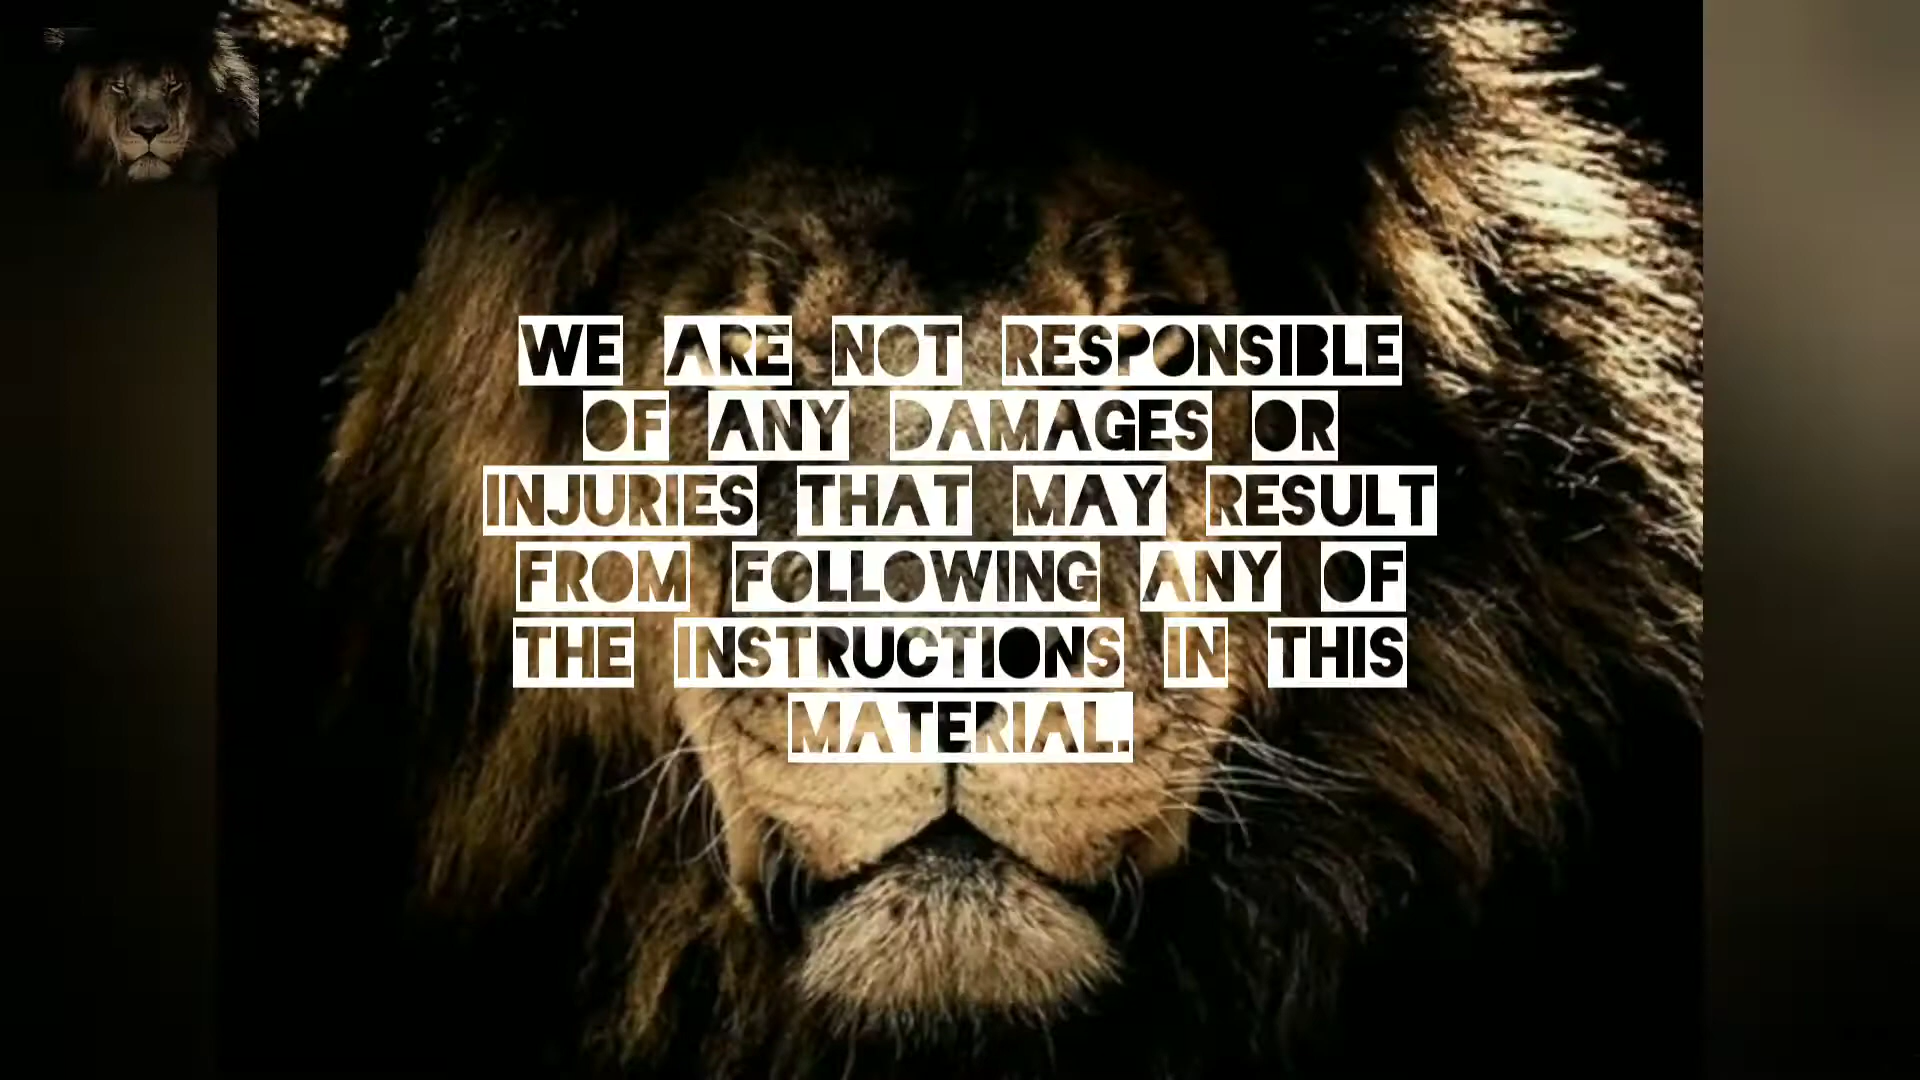 WE ARE NOT RESPONSIBLE
OF ANY DAMAGES OR
INJURIES THAT MAY RESULT
FROM FOLLOWING ANY OF
THE INSTRUCTIONS IN THIS
MATERIAL.